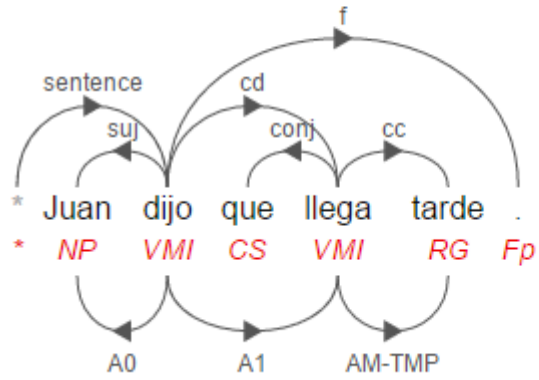 f
sentence cd
suj conj cc
* Juan dijo que llega tarde .
* NP VMI CS VMI RG Fp
A0 A1 AM-TMP